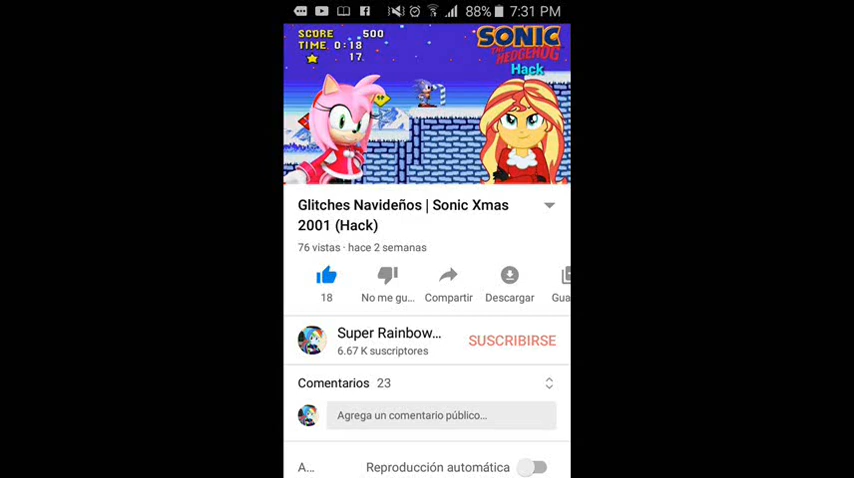 88% 7:31 PM
SCORE 500
TIME 0:18
17
SONIC
THE HEDGEHOG
Hack
Glitches Navideños | Sonic Xmas
2001 (Hack)
76 vistas · hace 2 semanas
18
No me gu...
Compartir
Descargar
Gua
Super Rainbow...
6.67 K suscriptores
SUSCRIBIRSE
Comentarios 23
Agrega un comentario público...
A...
Reproducción automática